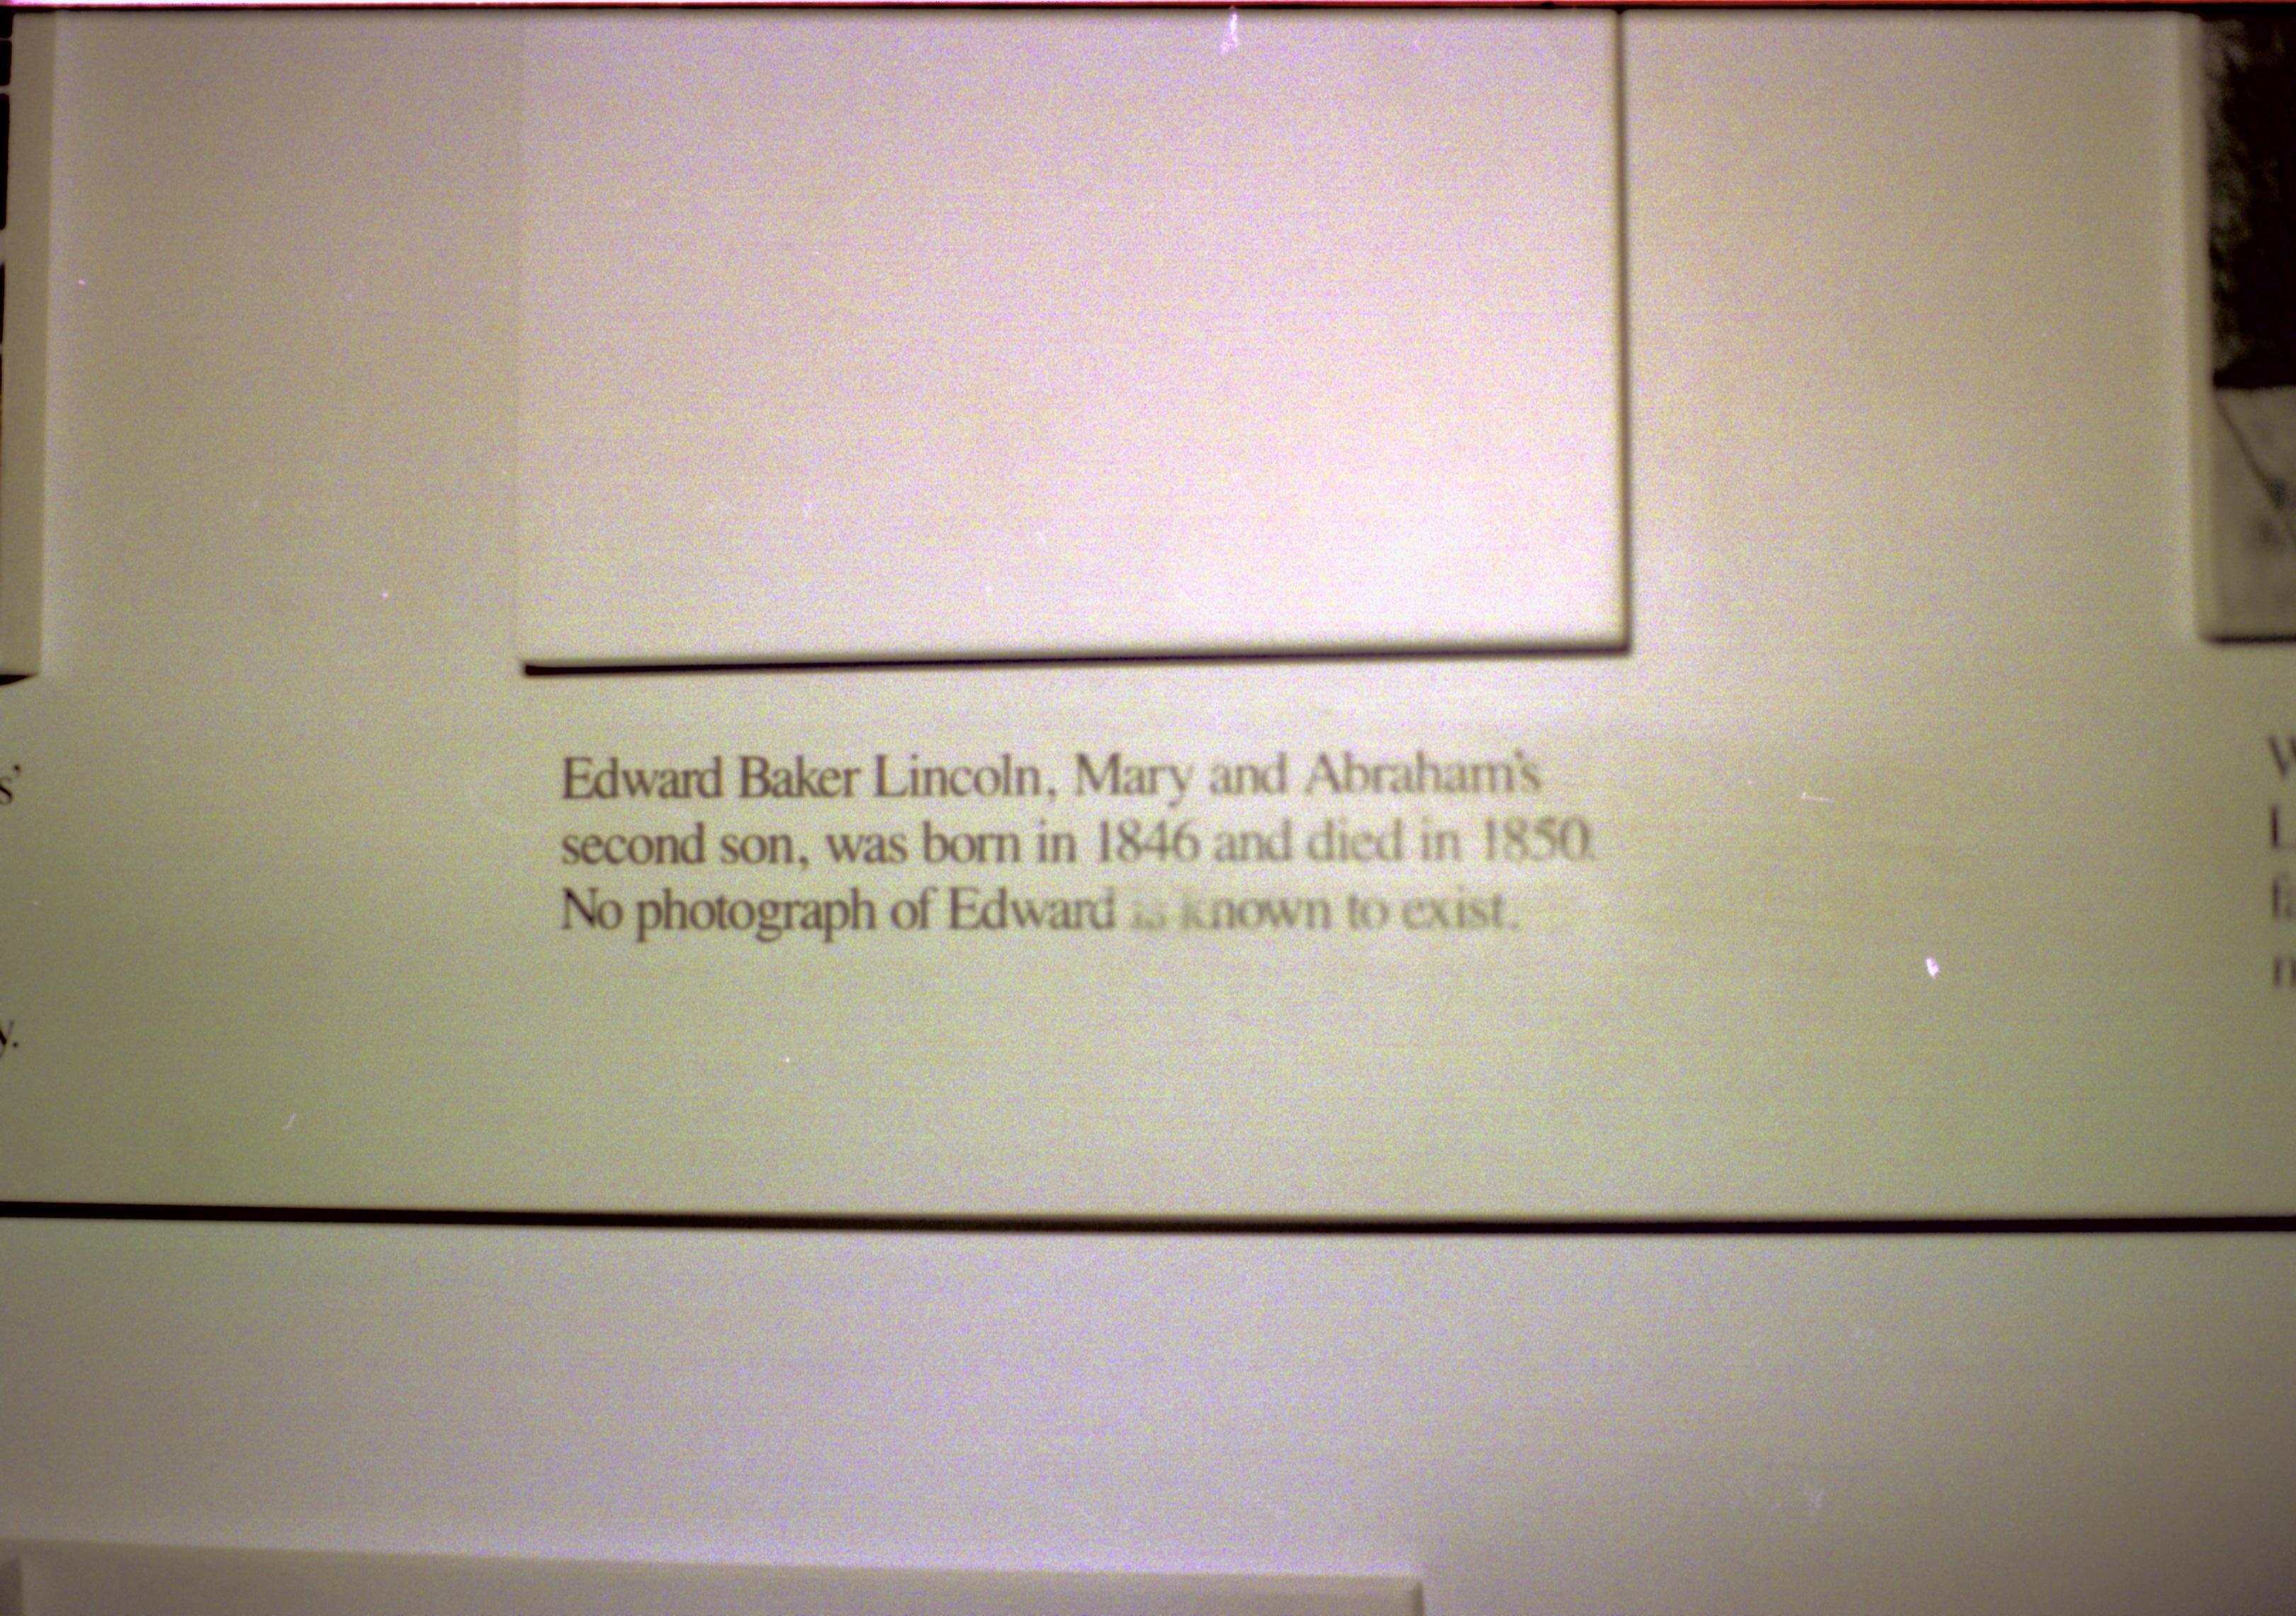 Edward Baker Lincoln, Mary and Abraham's
second son, was born in 1846 and died in 1850.
No photograph of Edward is known to exist.